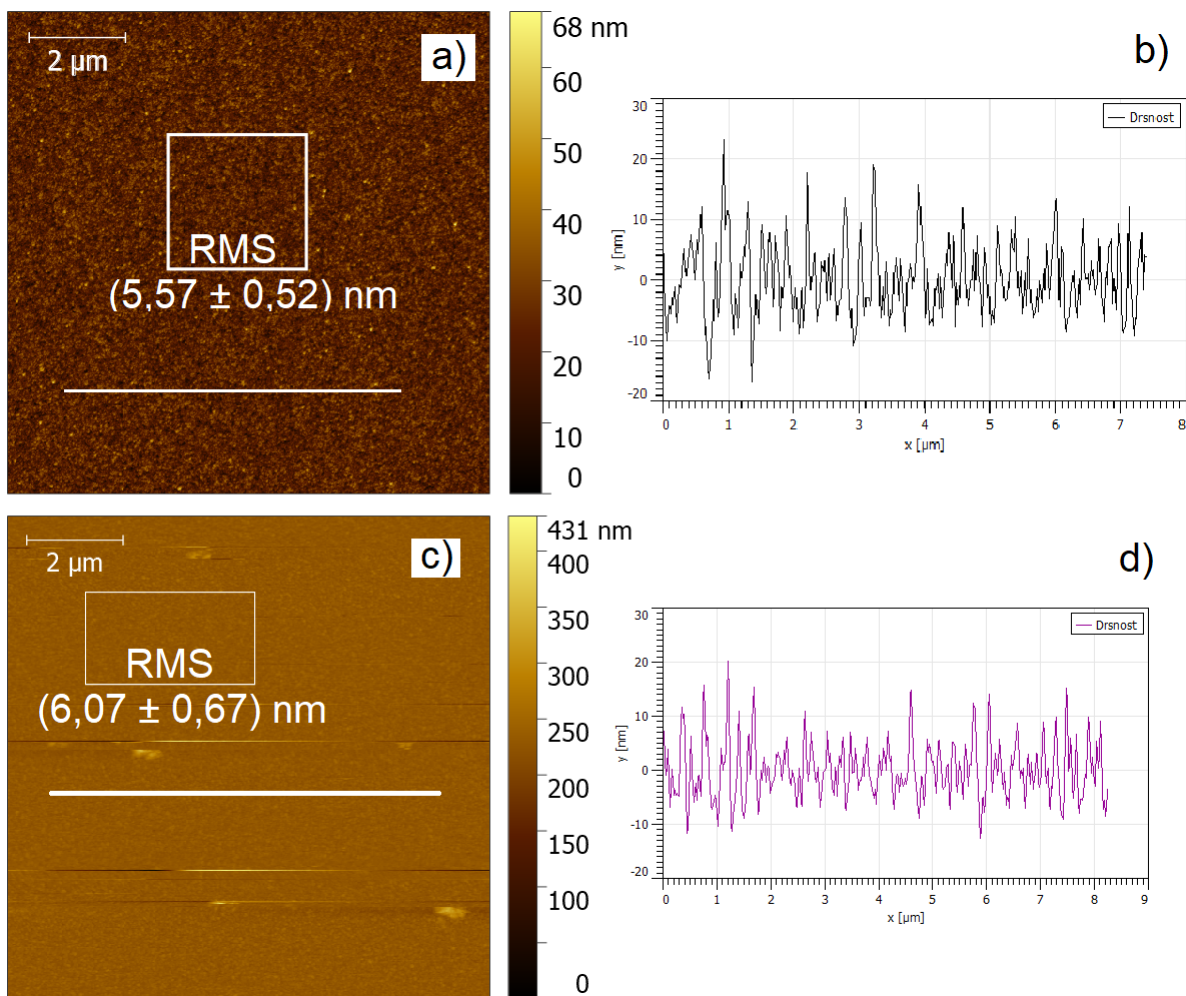 a)
2 µm
RMS
(5,57 ± 0,52) nm
68 nm
60
50
40
30
20
10
0
b)
Drsnost
30
20
10
0
-10
-20
y [nm]
0 1 2 3 4 5 6 7 8
x [µm]
c)
2 µm
RMS
(6,07 ± 0,67) nm
431 nm
400
350
300
250
200
150
100
0
d)
Drsnost
30
20
10
0
-10
-20
y [nm]
0 1 2 3 4 5 6 7 8 9
x [µm]